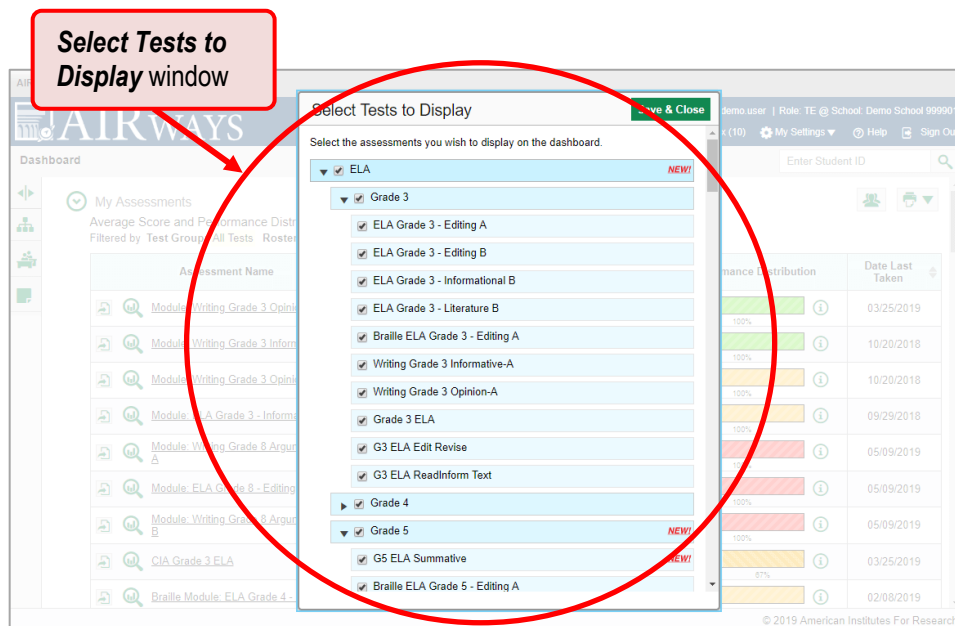 Select Tests to
Display window
AIRWAYS
demo.user | Role: TE @ School: Demo School 99990
(10) My Settings Help Sign Out
Dashboard
Enter Student ID
Select Tests to Display
Save & Close
Select the assessments you wish to display on the dashboard.
ELA NEW!
Grade 3
ELA Grade 3 - Editing A
ELA Grade 3 - Editing B
ELA Grade 3 - Informational B
ELA Grade 3 - Literature B
Braille ELA Grade 3 - Editing A
Writing Grade 3 Informative-A
Writing Grade 3 Opinion-A
Grade 3 ELA
G3 ELA Edit Revise
G3 ELA ReadInform Text
Grade 4
Grade 5 NEW!
G5 ELA Summative NEW!
Braille ELA Grade 5 - Editing A
My Assessments
Average Score and Performance Distr
Filtered by Test Group: All Tests Roster
Assessment Name
mance Distribution
Date Last
Taken
Module: Writing Grade 3 Opini
100%
03/25/2019
Module: Writing Grade 3 Inform
100%
10/20/2018
Module: Writing Grade 3 Opini
10/20/2018
Module: ELA Grade 3 - Informa
100%
09/29/2018
Module: Writing Grade 8 Argum
A
05/09/2019
Module: ELA Grade 8 - Editing
100%
05/09/2019
Module: Writing Grade 8 Argum
B
100%
05/09/2019
CIA Grade 3 ELA
87%
03/25/2019
Braille Module: ELA Grade 4 -
02/08/2019
© 2019 American Institutes For Research